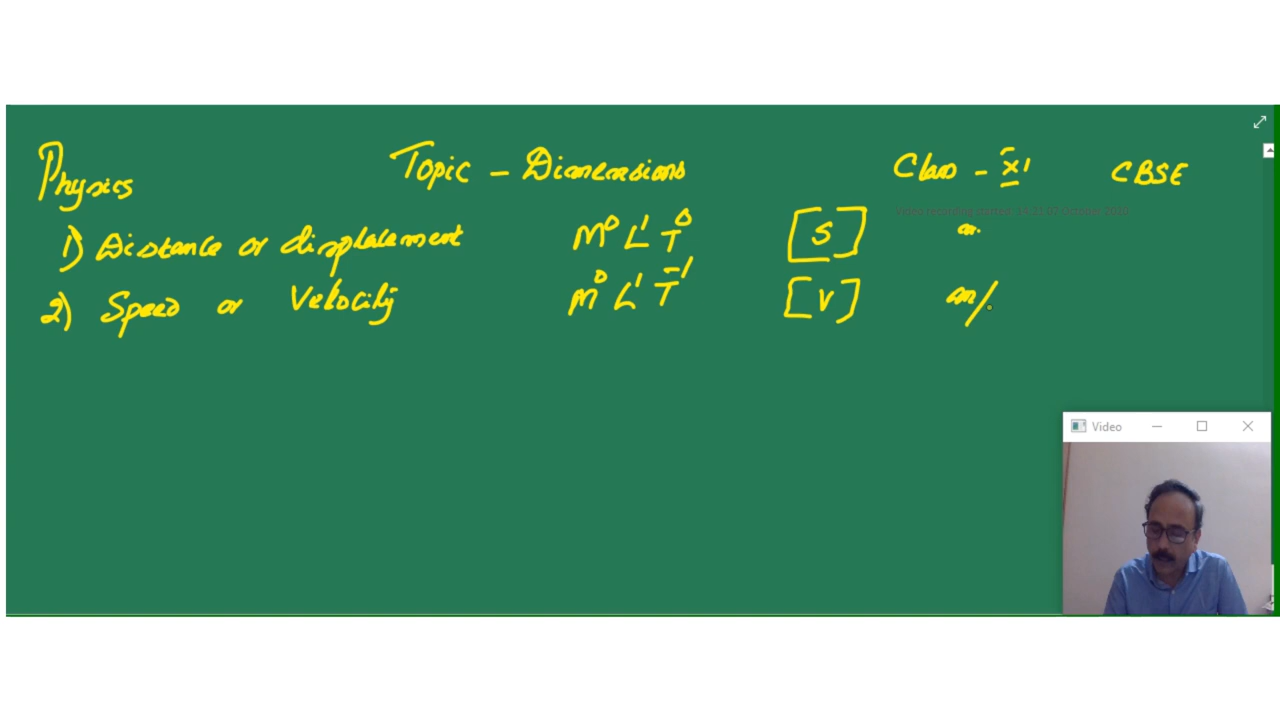 Physics Topic - Dimensions Class - XI CBSE
1) Distance or displacement M⁰ L¹ T⁰ [S] m.
2) Speed or Velocity M⁰ L¹ T⁻¹ [V] m/
Video